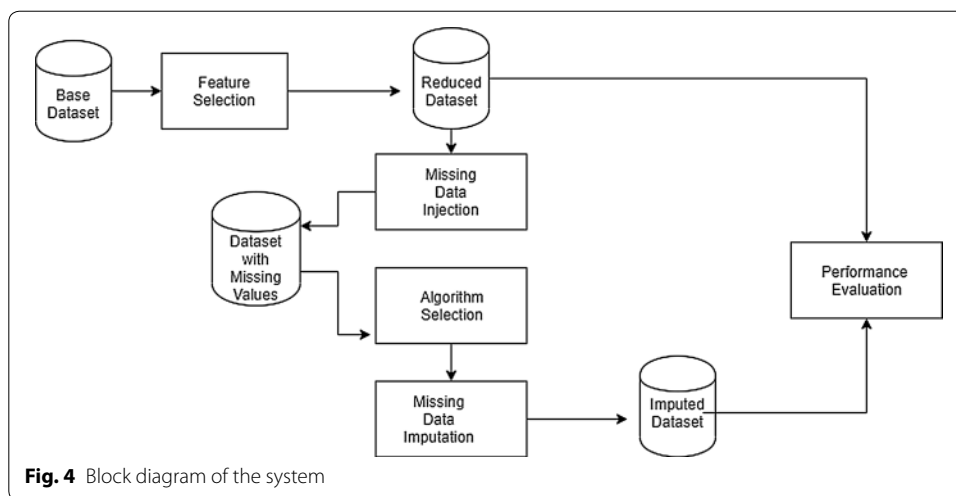 Base
Dataset
Feature
Selection
Reduced
Dataset
Missing
Data
Injection
Dataset
with
Missing
Values
Algorithm
Selection
Performance
Evaluation
Missing
Data
Imputation
Imputed
Dataset
Fig. 4 Block diagram of the system